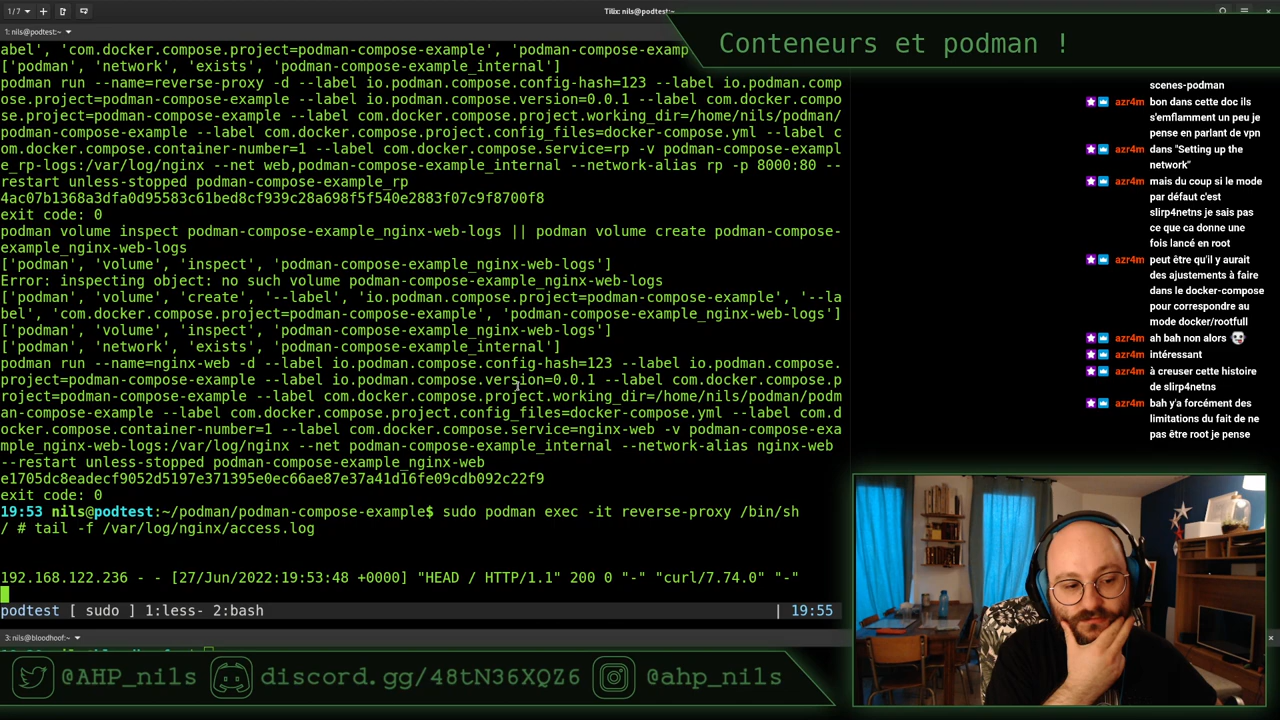 1/7
Tilix: nils@podtest:~
1: nils@podtest:~
Conteneurs et podman !
abel', 'com.docker.compose.project=podman-compose-example', 'podman-compose-examp
['podman', 'network', 'exists', 'podman-compose-example_internal']
podman run --name=reverse-proxy -d --label io.podman.compose.config-hash=123 --label io.podman.comp
ose.project=podman-compose-example --label io.podman.compose.version=0.0.1 --label com.docker.compo
se.project=podman-compose-example --label com.docker.compose.project.working_dir=/home/nils/podman/
podman-compose-example --label com.docker.compose.project.config_files=docker-compose.yml --label c
om.docker.compose.container-number=1 --label com.docker.compose.service=rp -v podman-compose-exampl
e_rp-logs:/var/log/nginx --net web,podman-compose-example_internal --network-alias rp -p 8000:80 --
restart unless-stopped podman-compose-example_rp
4ac07b1368a3dfa0d95583c61bed8cf939c28a698f5f540e2883f07c9f8700f8
exit code: 0
podman volume inspect podman-compose-example_nginx-web-logs || podman volume create podman-compose-
example_nginx-web-logs
['podman', 'volume', 'inspect', 'podman-compose-example_nginx-web-logs']
Error: inspecting object: no such volume podman-compose-example_nginx-web-logs
['podman', 'volume', 'create', '--label', 'io.podman.compose.project=podman-compose-example', '--la
bel', 'com.docker.compose.project=podman-compose-example', 'podman-compose-example_nginx-web-logs']
['podman', 'volume', 'inspect', 'podman-compose-example_nginx-web-logs']
['podman', 'network', 'exists', 'podman-compose-example_internal']
podman run --name=nginx-web -d --label io.podman.compose.config-hash=123 --label io.podman.compose.
project=podman-compose-example --label io.podman.compose.version=0.0.1 --label com.docker.compose.p
roject=podman-compose-example --label com.docker.compose.project.working_dir=/home/nils/podman/podm
an-compose-example --label com.docker.compose.project.config_files=docker-compose.yml --label com.d
ocker.compose.container-number=1 --label com.docker.compose.service=nginx-web -v podman-compose-exa
mple_nginx-web-logs:/var/log/nginx --net podman-compose-example_internal --network-alias nginx-web
--restart unless-stopped podman-compose-example_nginx-web
e1705dc8eadecf9052d5197e371395e0ec66ae87e37a41d16fe09cdb092c22f9
exit code: 0
19:53 nils@podtest:~/podman/podman-compose-example$ sudo podman exec -it reverse-proxy /bin/sh
/ # tail -f /var/log/nginx/access.log
192.168.122.236 - - [27/Jun/2022:19:53:48 +0000] "HEAD / HTTP/1.1" 200 0 "-" "curl/7.74.0" "-"
podtest [ sudo ] 1:less- 2:bash | 19:55
3: nils@bloodhoof:~
@AHP_nils
discord.gg/48tN36XQZ6
@ahp_nils
scenes-podman
azr4m bon dans cette doc ils
s'emflamment un peu je
pense en parlant de vpn
azr4m dans "Setting up the
network"
azr4m mais du coup si le mode
par défaut c'est
slirp4netns je sais pas
ce que ca donne une
fois lancé en root
azr4m peut être qu'il y aurait
des ajustements à faire
dans le docker-compose
pour correspondre au
mode docker/rootfull
azr4m ah bah non alors
azr4m intéressant
azr4m à creuser cette histoire
de slirp4netns
azr4m bah y'a forcément des
limitations du fait de ne
pas être root je pense